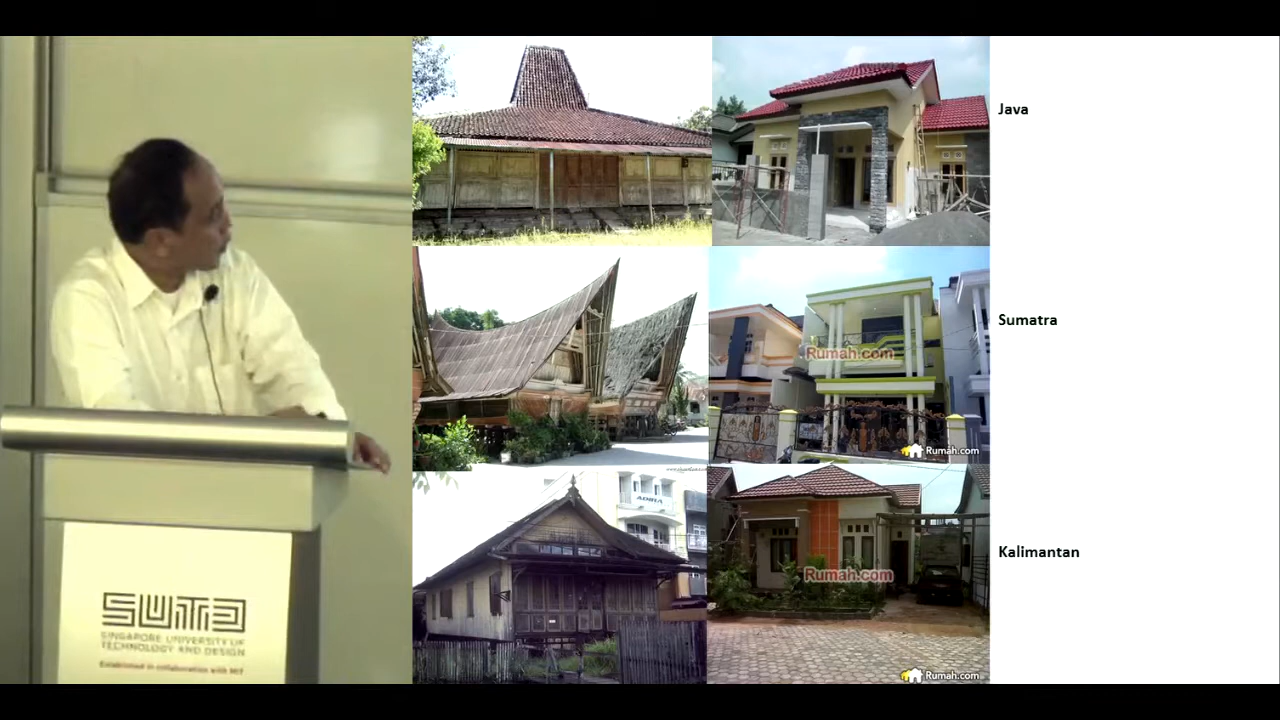 SUTD
SINGAPORE UNIVERSITY OF
TECHNOLOGY AND DESIGN
Established in collaboration with MIT
Java
Rumah.com
Sumatra
Rumah.com
ADIRA
Rumah.com
Kalimantan
Rumah.com